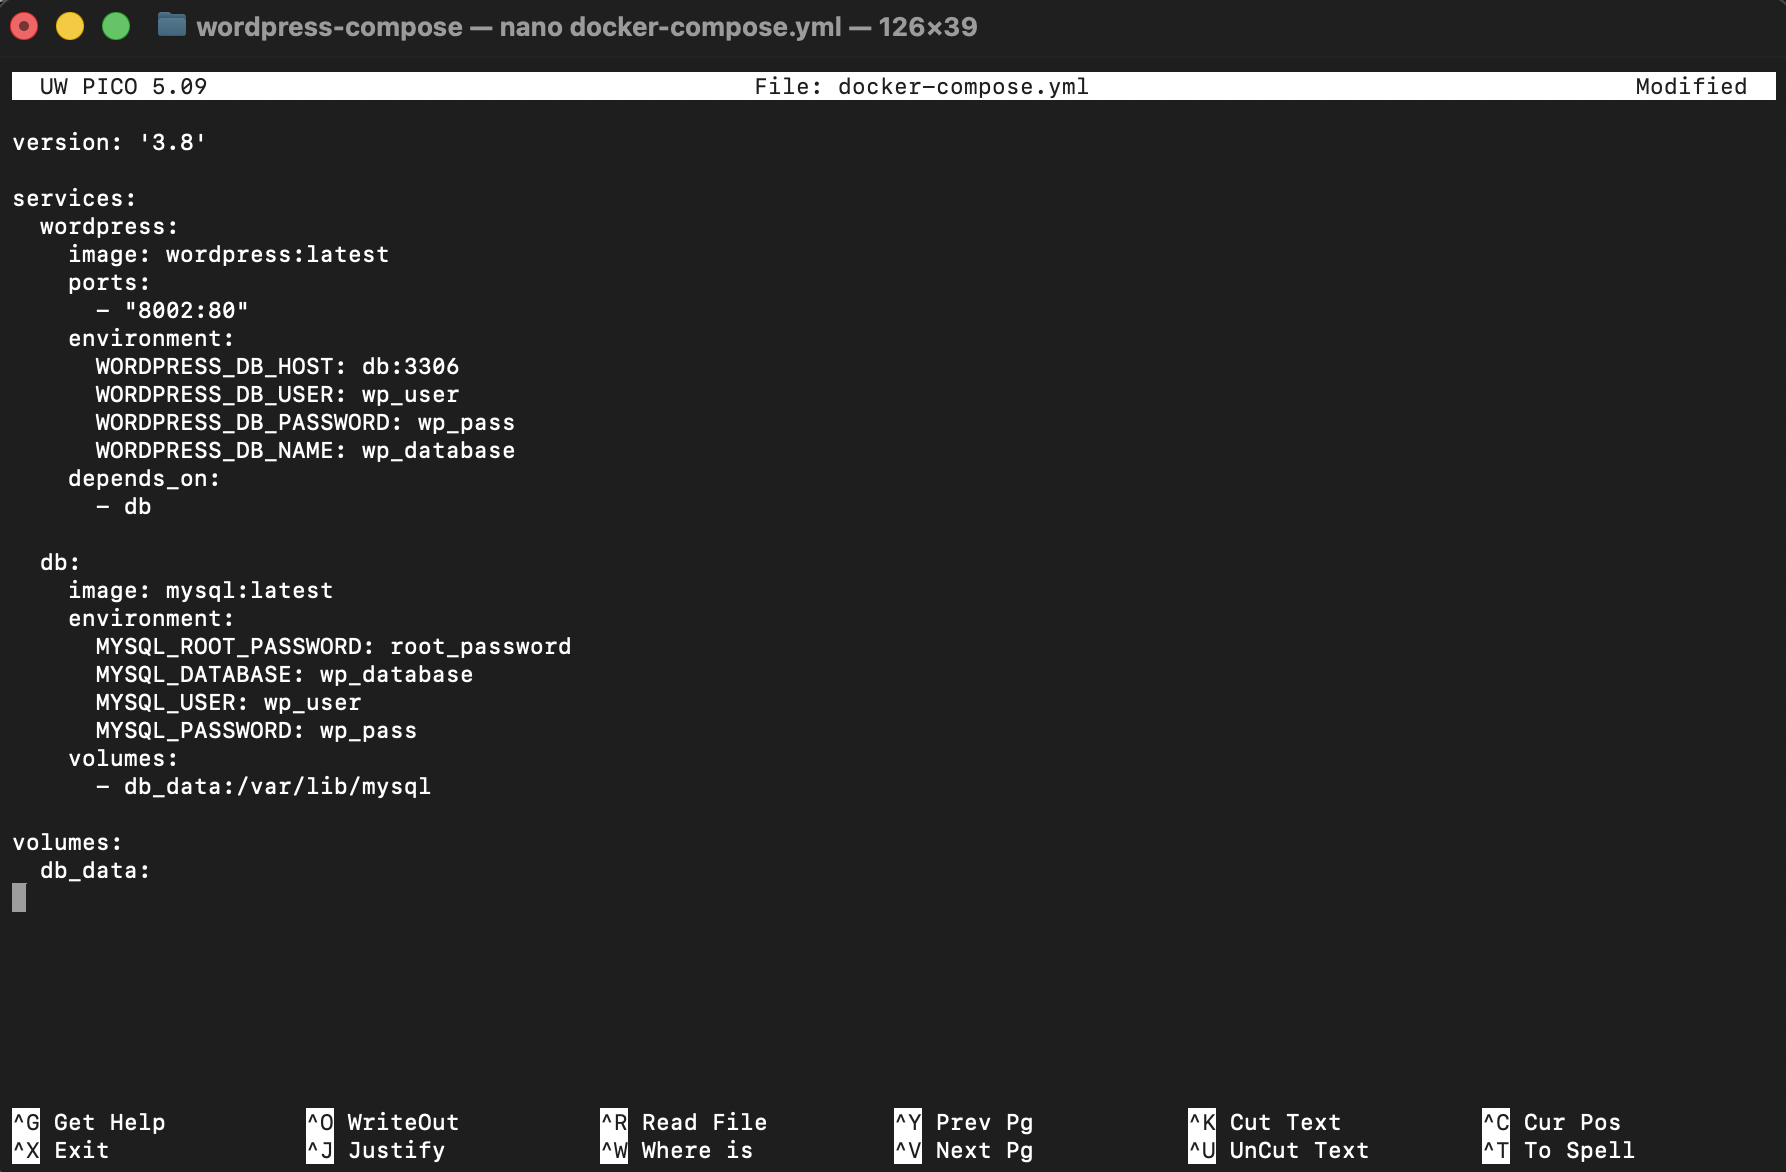 wordpress-compose — nano docker-compose.yml — 126×39
UW PICO 5.09 File: docker-compose.yml Modified
version: '3.8'
services:
  wordpress:
    image: wordpress:latest
    ports:
      - "8002:80"
    environment:
      WORDPRESS_DB_HOST: db:3306
      WORDPRESS_DB_USER: wp_user
      WORDPRESS_DB_PASSWORD: wp_pass
      WORDPRESS_DB_NAME: wp_database
    depends_on:
      - db
  db:
    image: mysql:latest
    environment:
      MYSQL_ROOT_PASSWORD: root_password
      MYSQL_DATABASE: wp_database
      MYSQL_USER: wp_user
      MYSQL_PASSWORD: wp_pass
    volumes:
      - db_data:/var/lib/mysql
volumes:
  db_data:
^G Get Help ^O WriteOut ^R Read File ^Y Prev Pg ^K Cut Text ^C Cur Pos
^X Exit ^J Justify ^W Where is ^V Next Pg ^U UnCut Text ^T To Spell